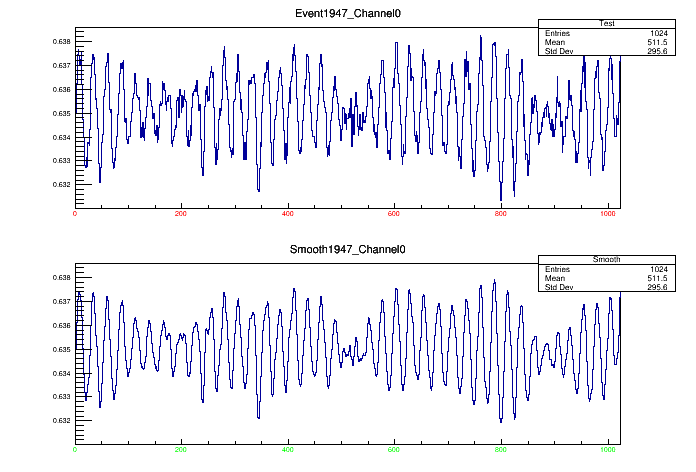 Event1947_Channel0
Test
Entries 1024
Mean 511.5
Std Dev 295.6
0.638
0.637
0.636
0.635
0.634
0.633
0.632
0 200 400 600 800 1000
Smooth1947_Channel0
Smooth
Entries 1024
Mean 511.5
Std Dev 295.6
0.638
0.637
0.636
0.635
0.634
0.633
0.632
0 200 400 600 800 1000